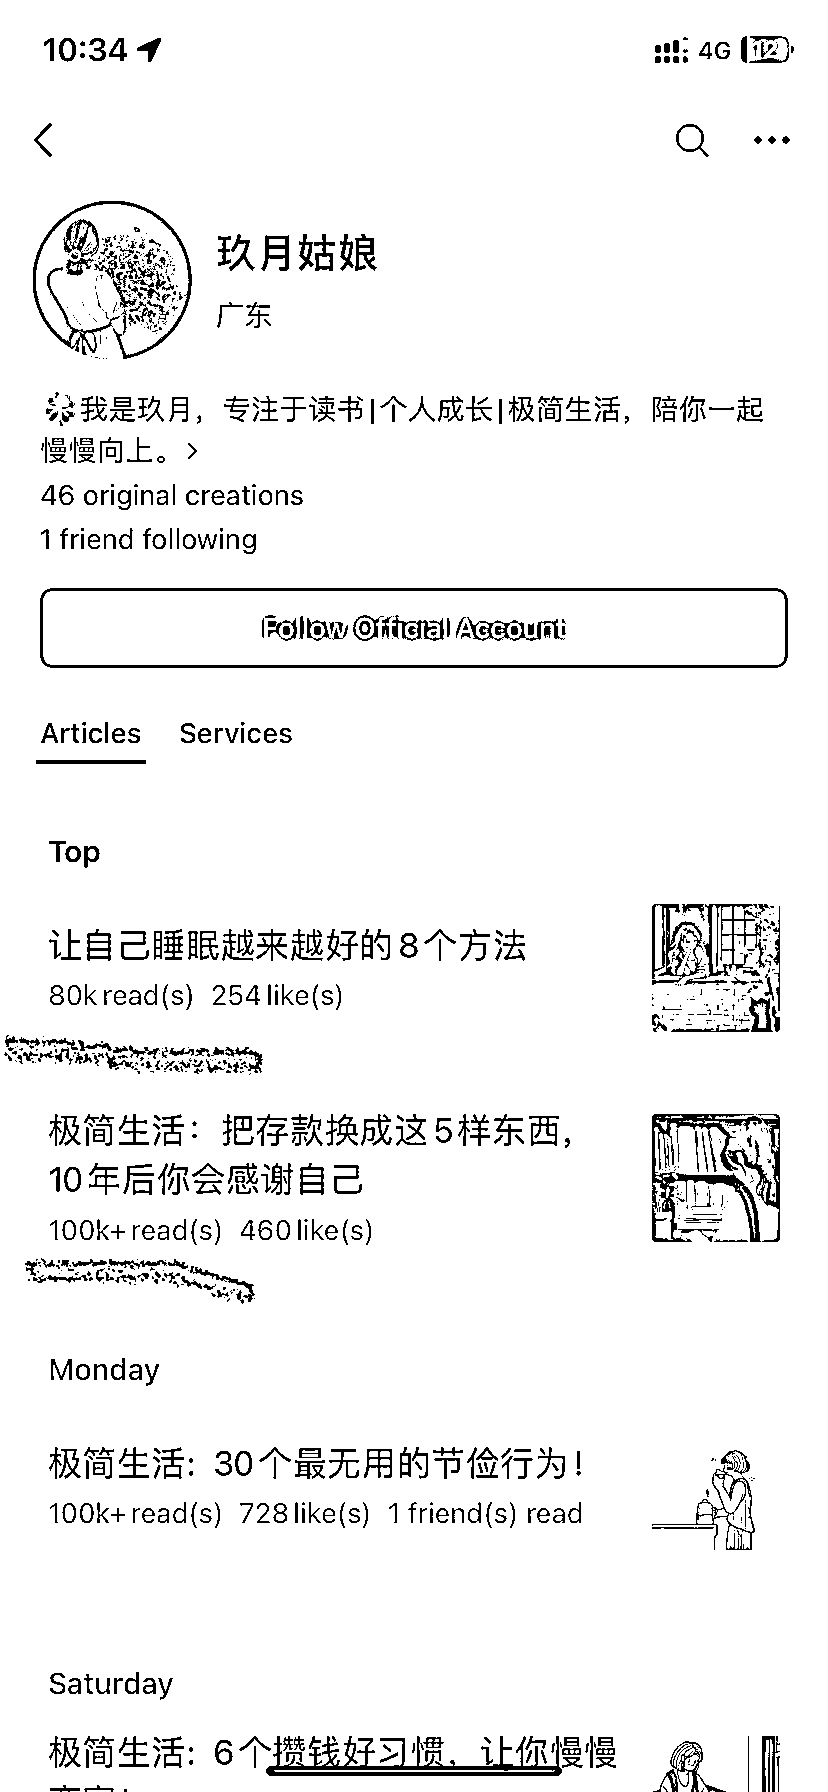 10:34
4G 12
玖月姑娘
广东
我是玖月，专注于读书|个人成长|极简生活，陪你一起
慢慢向上。
46 original creations
1 friend following
Follow Official Account
Articles Services
Top
让自己睡眠越来越好的8个方法
80k read(s) 254 like(s)
极简生活：把存款换成这5样东西，
10年后你会感谢自己
100k+ read(s) 460 like(s)
Monday
极简生活: 30个最无用的节俭行为!
100k+ read(s) 728 like(s) 1 friend(s) read
Saturday
极简生活: 6个攒钱好习惯，让你慢慢